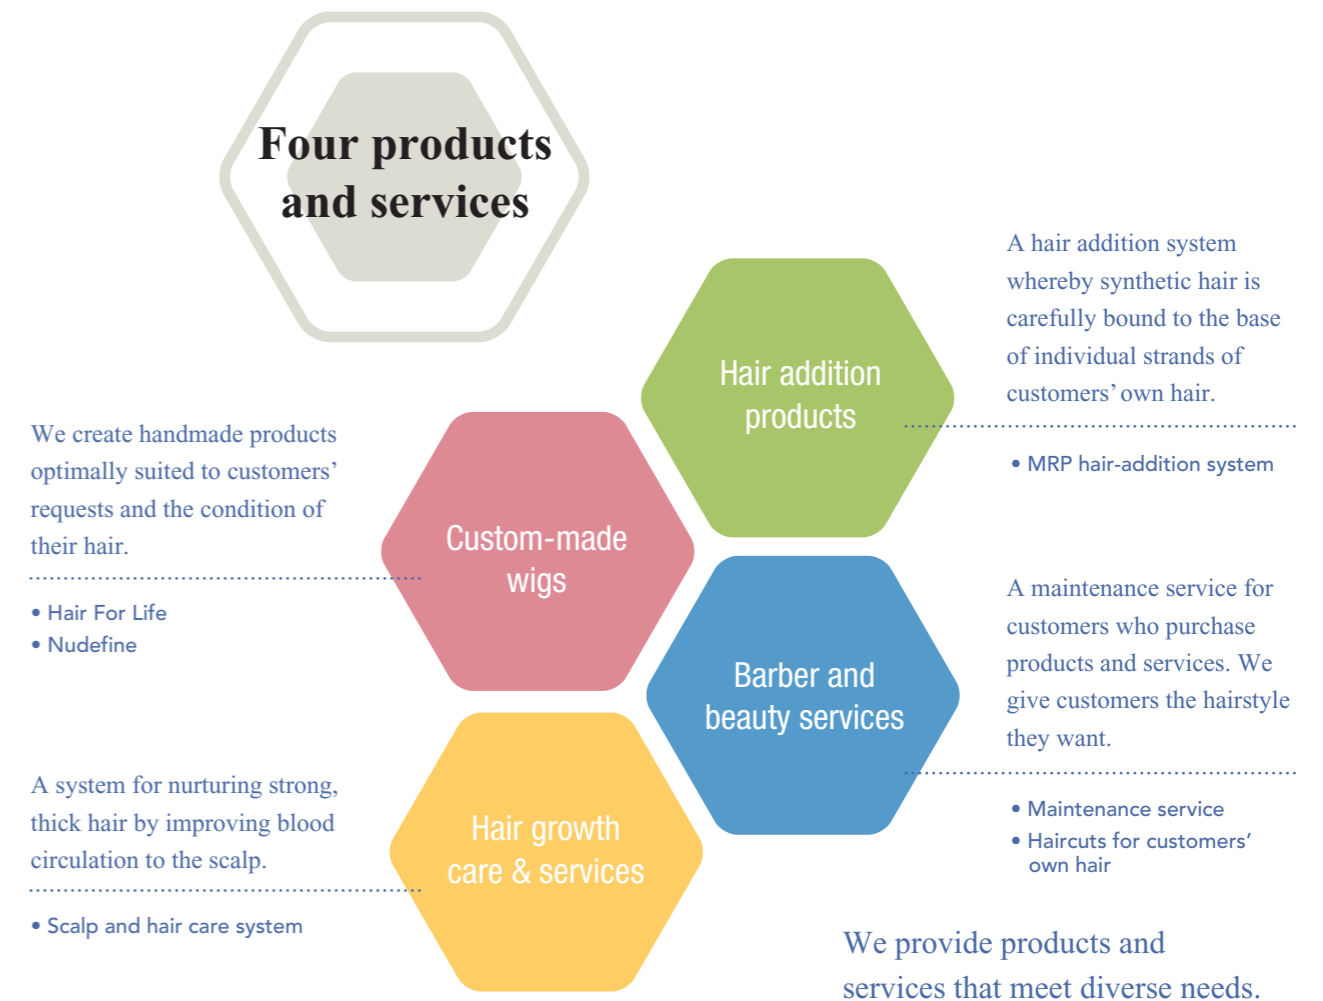 Four products
and services
Hair addition
products
A hair addition system
whereby synthetic hair is
carefully bound to the base
of individual strands of
customers’ own hair.
• MRP hair-addition system
Custom-made
wigs
We create handmade products
optimally suited to customers’
requests and the condition of
their hair.
• Hair For Life
• Nudefine
Barber and
beauty services
A maintenance service for
customers who purchase
products and services. We
give customers the hairstyle
they want.
• Maintenance service
• Haircuts for customers’
own hair
Hair growth
care & services
A system for nurturing strong,
thick hair by improving blood
circulation to the scalp.
• Scalp and hair care system
We provide products and
services that meet diverse needs.